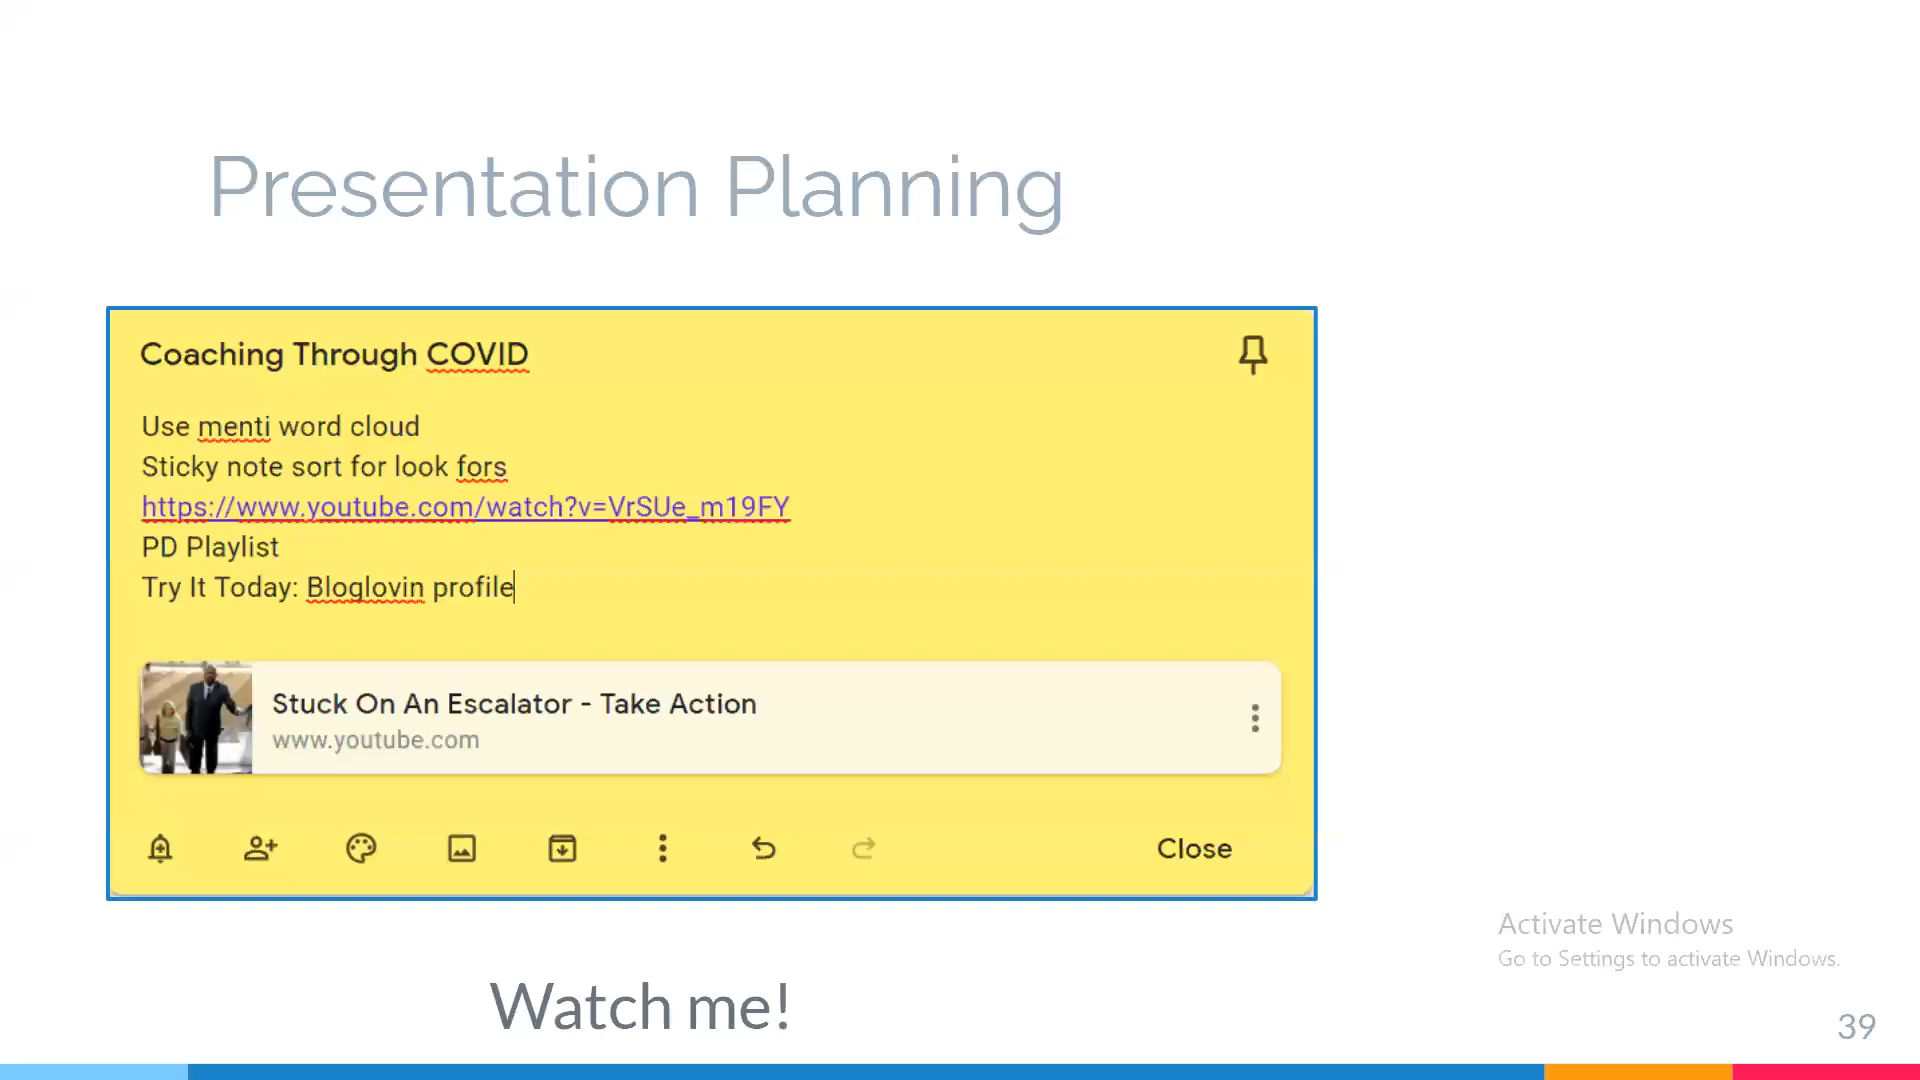 Presentation Planning
Coaching Through COVID
Use menti word cloud
Sticky note sort for look fors
https://www.youtube.com/watch?v=VrSUe_m19FY
PD Playlist
Try It Today: Bloglovin profile
Stuck On An Escalator - Take Action
www.youtube.com
Close
Activate Windows
Go to Settings to activate Windows.
Watch me!
39